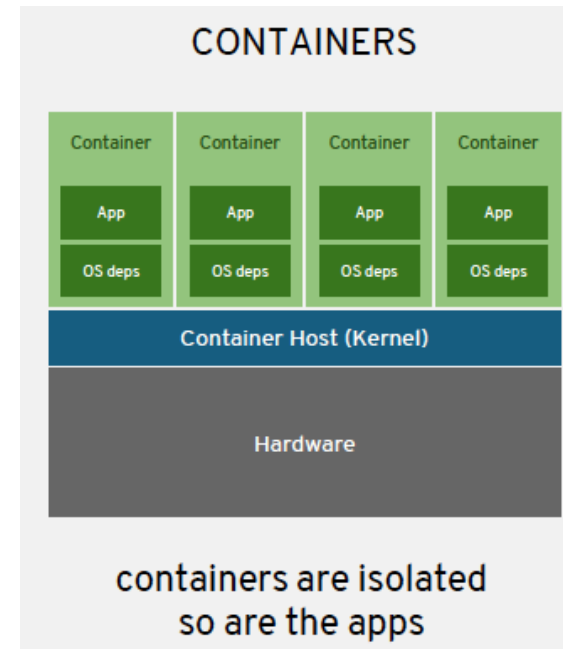 CONTAINERS
Container Container Container Container
App App App App
OS deps OS deps OS deps OS deps
Container Host (Kernel)
Hardware
containers are isolated
so are the apps